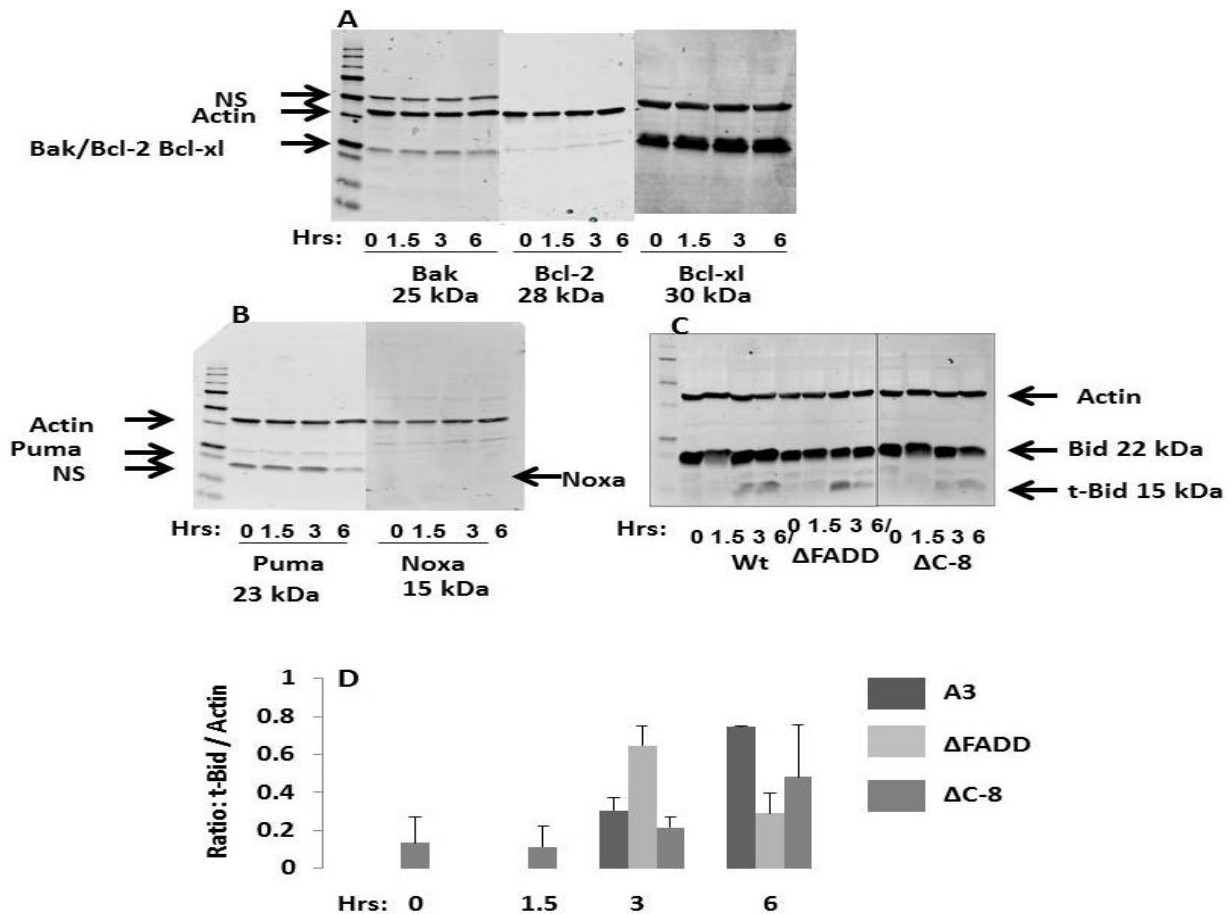 A
NS
Actin
Bak/Bcl-2 Bcl-xl
Hrs: 0 1.5 3 6 0 1.5 3 6 0 1.5 3 6
Bak Bcl-2 Bcl-xl
25 kDa 28 kDa 30 kDa
B
Actin
Puma
NS
Noxa
Hrs: 0 1.5 3 6 0 1.5 3 6
Puma Noxa
23 kDa 15 kDa
C
Actin
Bid 22 kDa
t-Bid 15 kDa
Hrs: 0 1.5 3 6/ 0 1.5 3 6/ 0 1.5 3 6
Wt ΔFADD ΔC-8
D
Ratio: t-Bid / Actin
1
0.8
0.6
0.4
0.2
0
Hrs: 0 1.5 3 6
A3
ΔFADD
ΔC-8